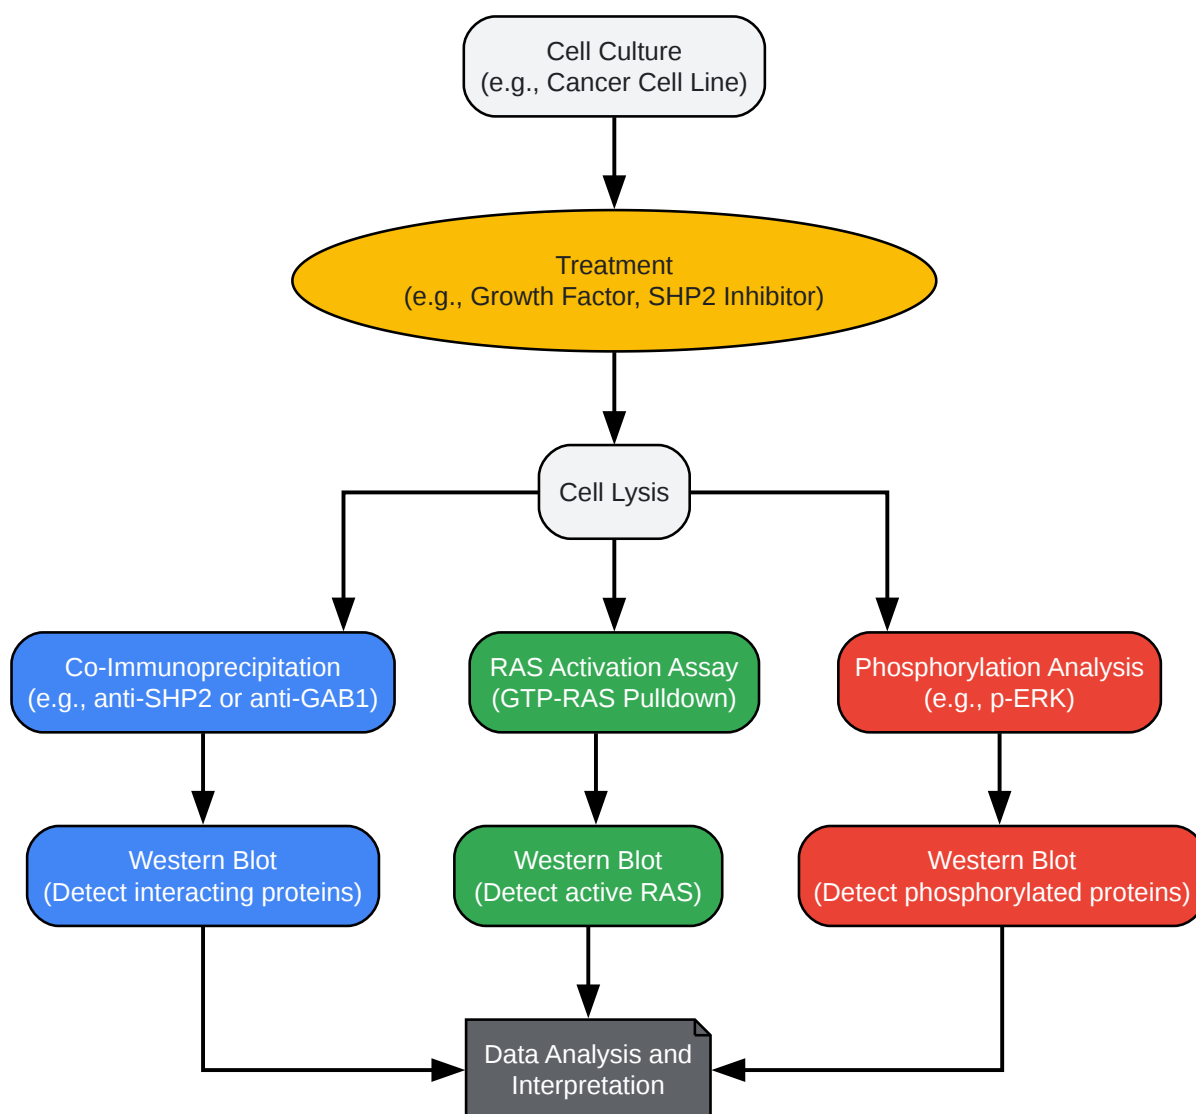 Cell Culture
(e.g., Cancer Cell Line)
Treatment
(e.g., Growth Factor, SHP2 Inhibitor)
Cell Lysis
Co-Immunoprecipitation
(e.g., anti-SHP2 or anti-GAB1)
RAS Activation Assay
(GTP-RAS Pulldown)
Phosphorylation Analysis
(e.g., p-ERK)
Western Blot
(Detect interacting proteins)
Western Blot
(Detect active RAS)
Western Blot
(Detect phosphorylated proteins)
Data Analysis and
Interpretation